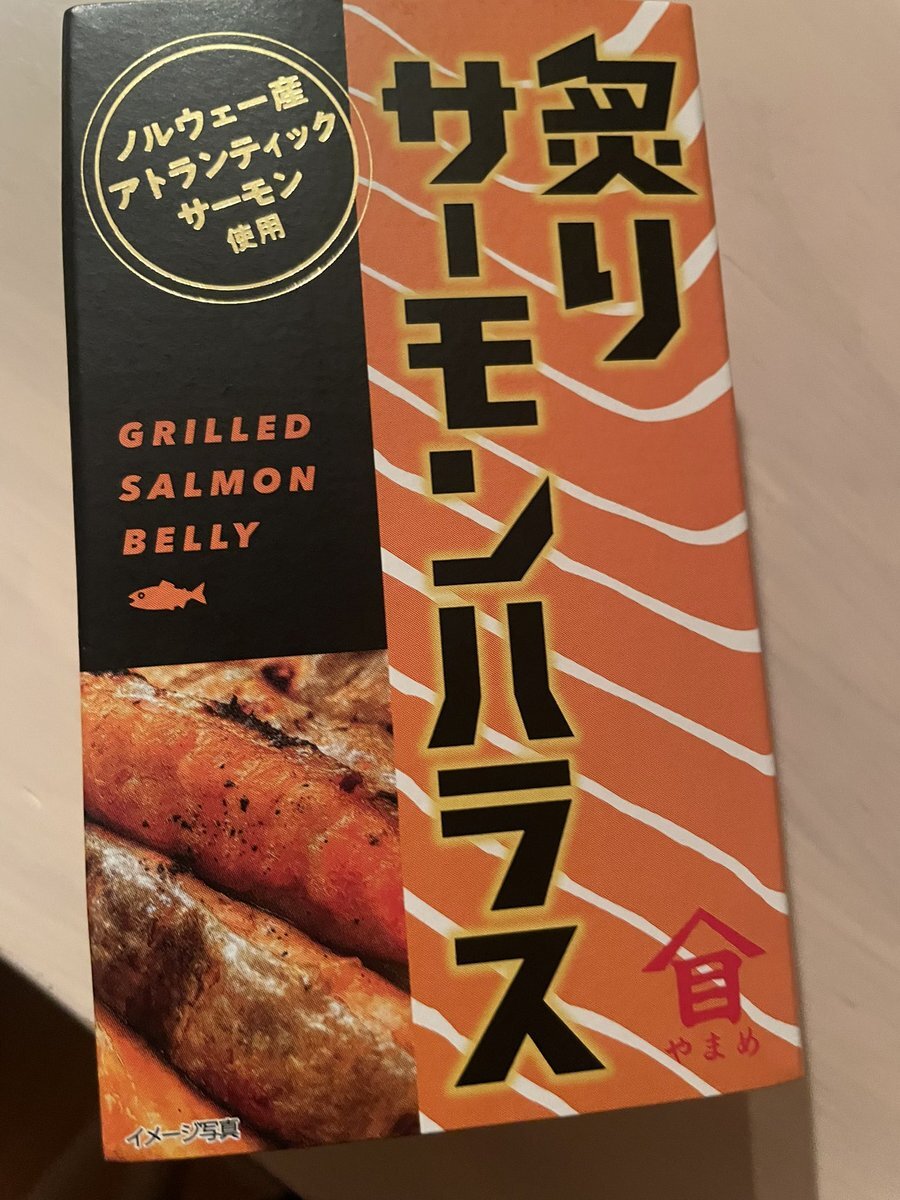 炙り
サーモンハラス
ノルウェー産
アトランティック
サーモン
使用
GRILLED
SALMON
BELLY
目
やまめ
イメージ写真